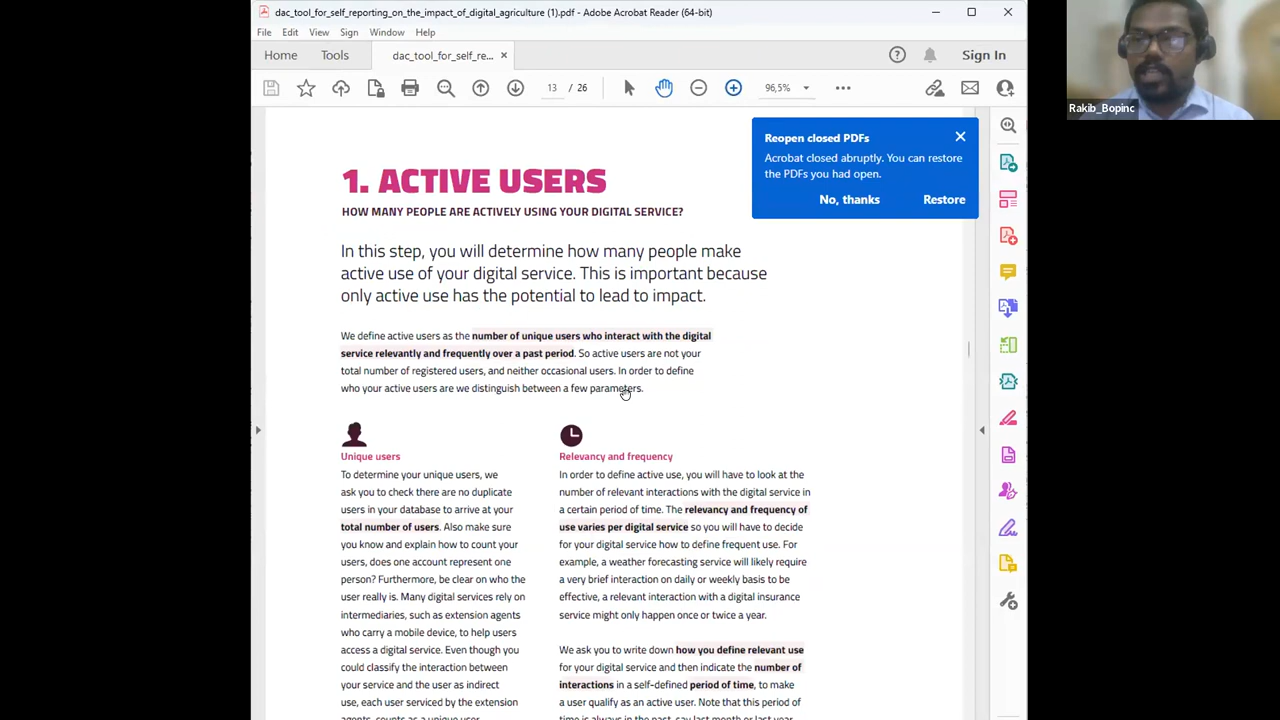 dac_tool_for_self_reporting_on_the_impact_of_digital_agriculture (1).pdf - Adobe Acrobat Reader (64-bit)
File Edit View Sign Window Help
Home Tools dac_tool_for_self_re... × Sign In
13 / 26 96,5%
Rakib_Bopinc
Reopen closed PDFs
Acrobat closed abruptly. You can restore
the PDFs you had open.
No, thanks Restore
1. ACTIVE USERS
HOW MANY PEOPLE ARE ACTIVELY USING YOUR DIGITAL SERVICE?
In this step, you will determine how many people make
active use of your digital service. This is important because
only active use has the potential to lead to impact.
We define active users as the number of unique users who interact with the digital
service relevantly and frequently over a past period. So active users are not your
total number of registered users, and neither occasional users. In order to define
who your active users are we distinguish between a few parameters.
Unique users
To determine your unique users, we
ask you to check there are no duplicate
users in your database to arrive at your
total number of users. Also make sure
you know and explain how to count your
users, does one account represent one
person? Furthermore, be clear on who the
user really is. Many digital services rely on
intermediaries, such as extension agents
who carry a mobile device, to help users
access a digital service. Even though you
could classify the interaction between
your service and the user as indirect
use, each user serviced by the extension
agents, counts as a unique user
Relevancy and frequency
In order to define active use, you will have to look at the
number of relevant interactions with the digital service in
a certain period of time. The relevancy and frequency of
use varies per digital service so you will have to decide
for your digital service how to define frequent use. For
example, a weather forecasting service will likely require
a very brief interaction on daily or weekly basis to be
effective, a relevant interaction with a digital insurance
service might only happen once or twice a year.
We ask you to write down how you define relevant use
for your digital service and then indicate the number of
interactions in a self-defined period of time, to make
a user qualify as an active user. Note that this period of
time is always in the past, say last month or last year